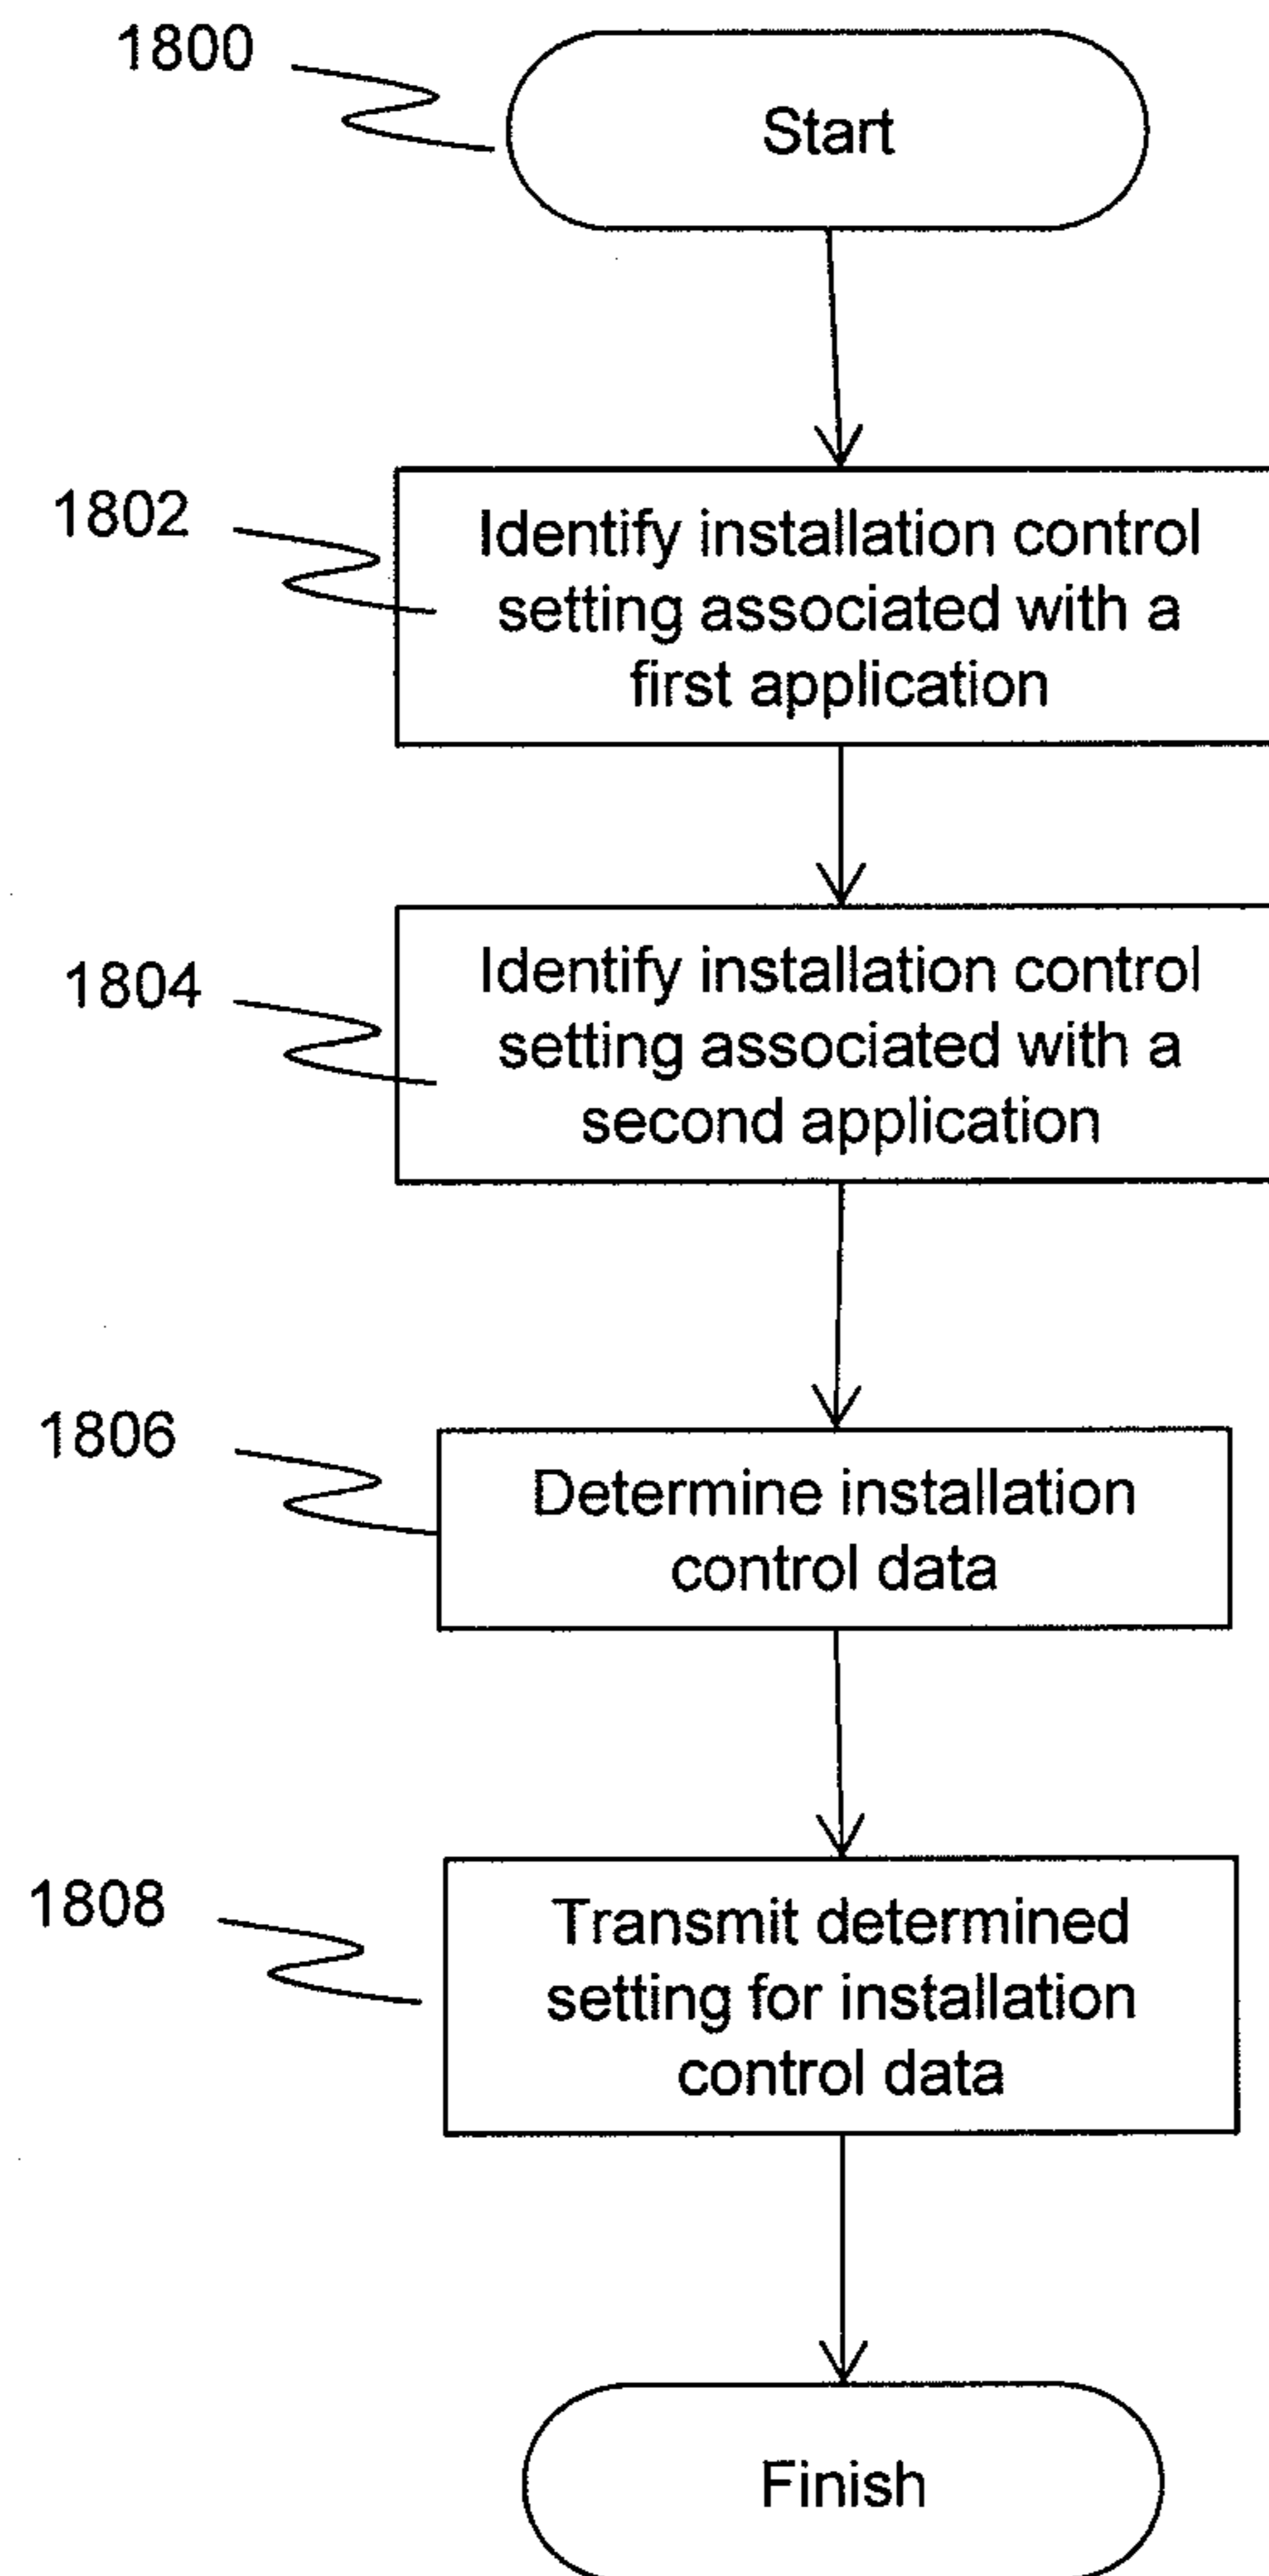 1800
Start
1802
Identify installation control
setting associated with a
first application
1804
Identify installation control
setting associated with a
second application
1806
Determine installation
control data
1808
Transmit determined
setting for installation
control data
Finish